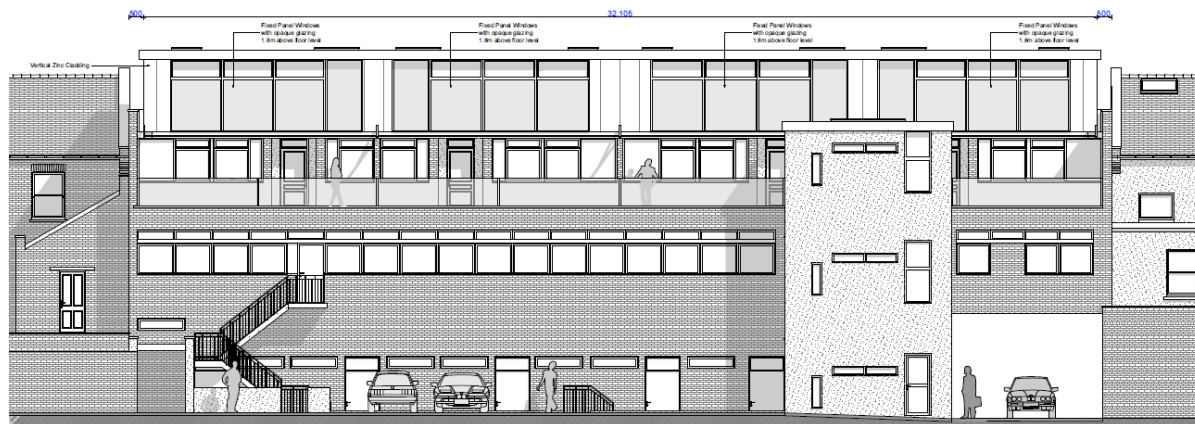 500
32,105
500
Fixed Panel Windows
with opaque glazing
1.8m above floor level
Fixed Panel Windows
with opaque glazing
1.8m above floor level
Fixed Panel Windows
with opaque glazing
1.8m above floor level
Fixed Panel Windows
with opaque glazing
1.8m above floor level
Vertical Zinc Cladding